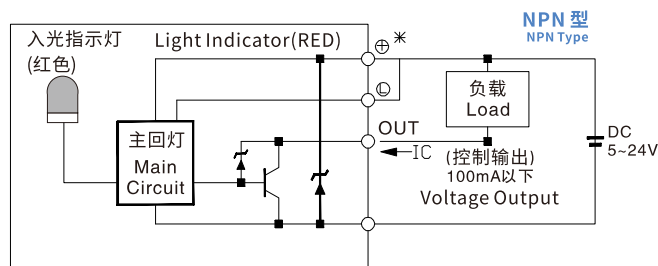 NPN 型
NPN Type
入光指示灯
(红色)
Light Indicator(RED)
⊕
*
Ⓛ
主回灯
Main
Circuit
OUT
IC
负载
Load
(控制输出)
100mA以下
Voltage Output
DC
5~24V